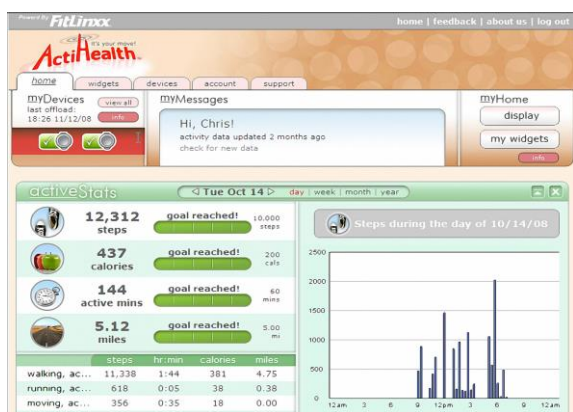 Powered By FitLinxx
home | feedback | about us | log out
it's your move!
ActiHealth
home widgets devices account support
myDevices view all
last offload: info
18:26 11/12/08
myMessages
Hi, Chris!
activity data updated 2 months ago
check for new data
myHome
display
my widgets
info
activeStats
Tue Oct 14 day | week | month | year
12,312 steps goal reached! 10,000 steps
437 calories goal reached! 200 cals
144 active mins goal reached! 60 mins
5.12 miles goal reached! 5.00 mi
steps hr:min calories miles
walking, ac... 11,338 1:44 381 4.75
running, ac... 618 0:05 38 0.38
moving, ac... 356 0:35 18 0.00
Steps during the day of 10/14/08
2500
2000
1500
1000
500
0
12am 3 6 9 12pm 3 6 9 12am